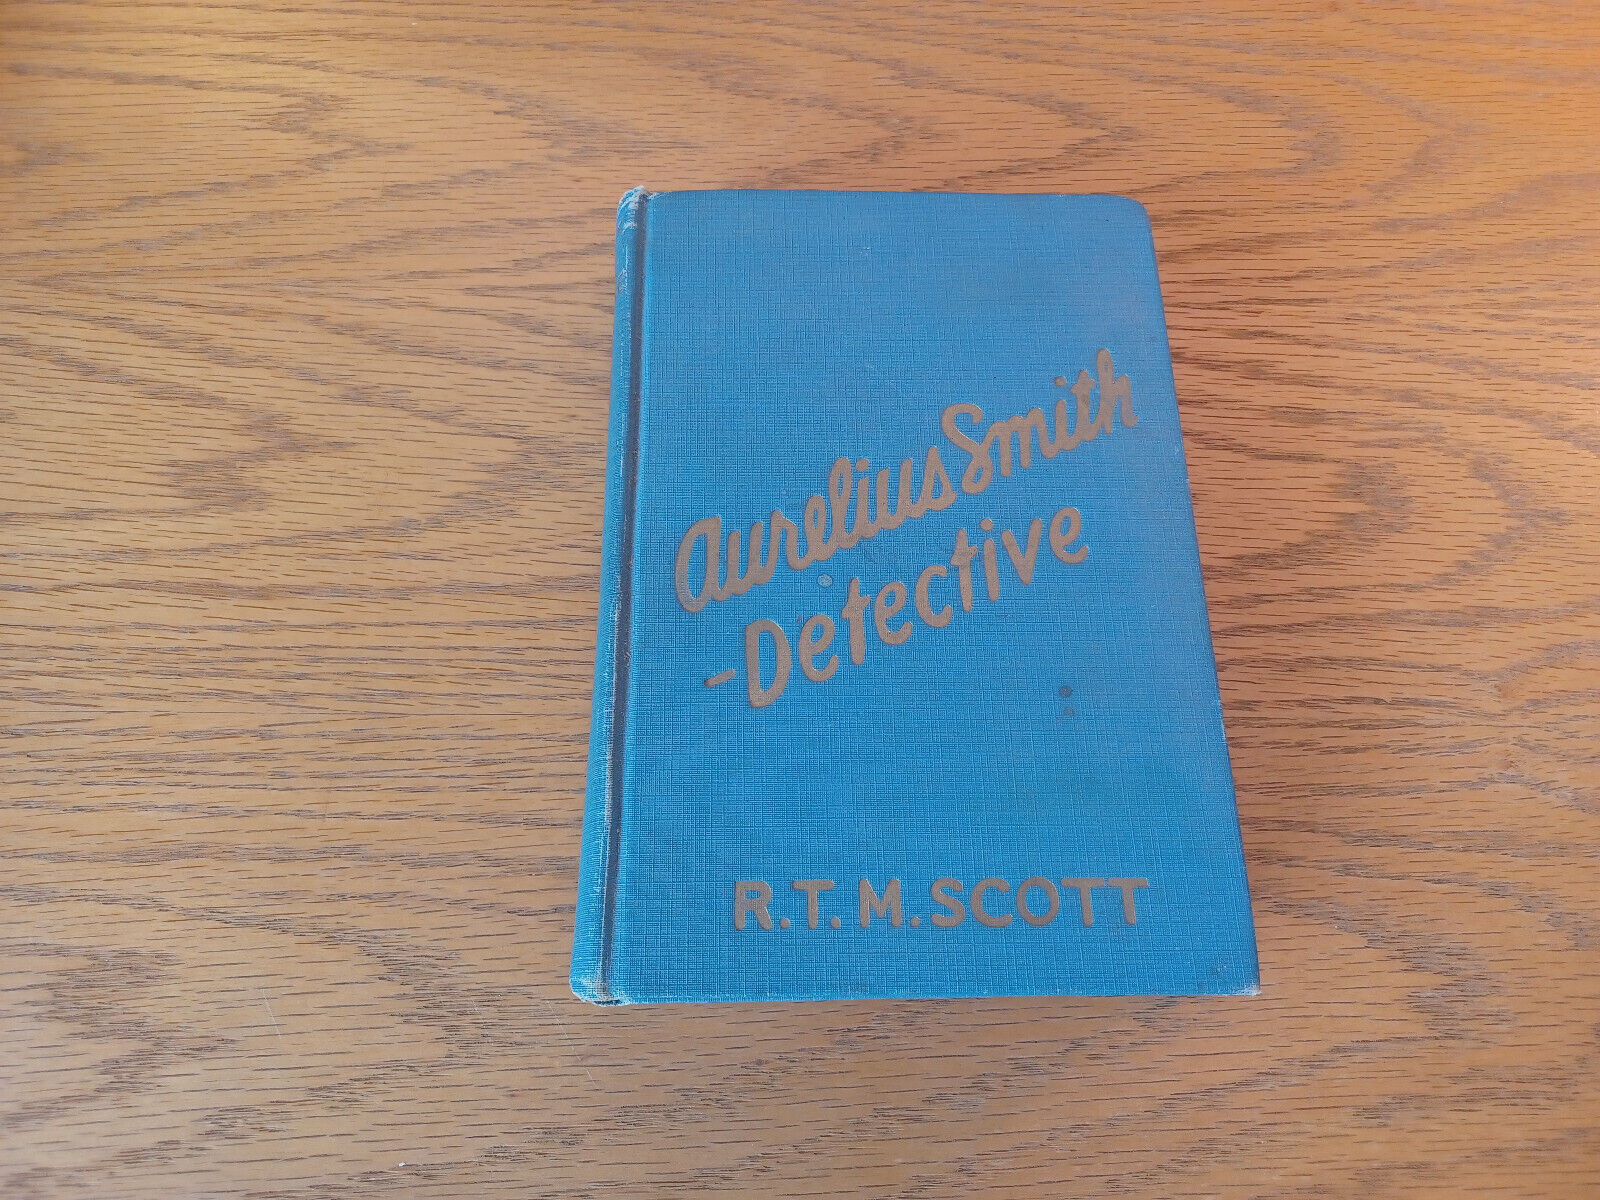 Aurelius Smith
-Detective
R.T.M.SCOTT